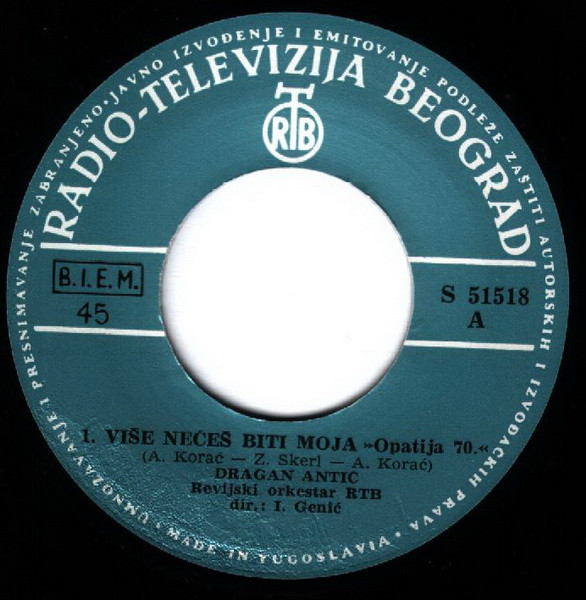 UMNOŽAVANJE I PRESNIMAVANJE ZABRANJENO • JAVNO IZVOĐENJE I EMITOVANJE PODLEŽE ZAŠTITI AUTORSKIH I IZVOĐAČKIH PRAVA •
RADIO-TELEVIZIJA BEOGRAD
RTB
B.I.E.M.
45
S 51518
A
1. VIŠE NEĆEŠ BITI MOJA »Opatija 70.«
(A. Korać — Z. Skerl — A. Korać)
DRAGAN ANTIĆ
Revijski orkestar RTB
dir.: I. Genić
• MADE IN YUGOSLAVIA •